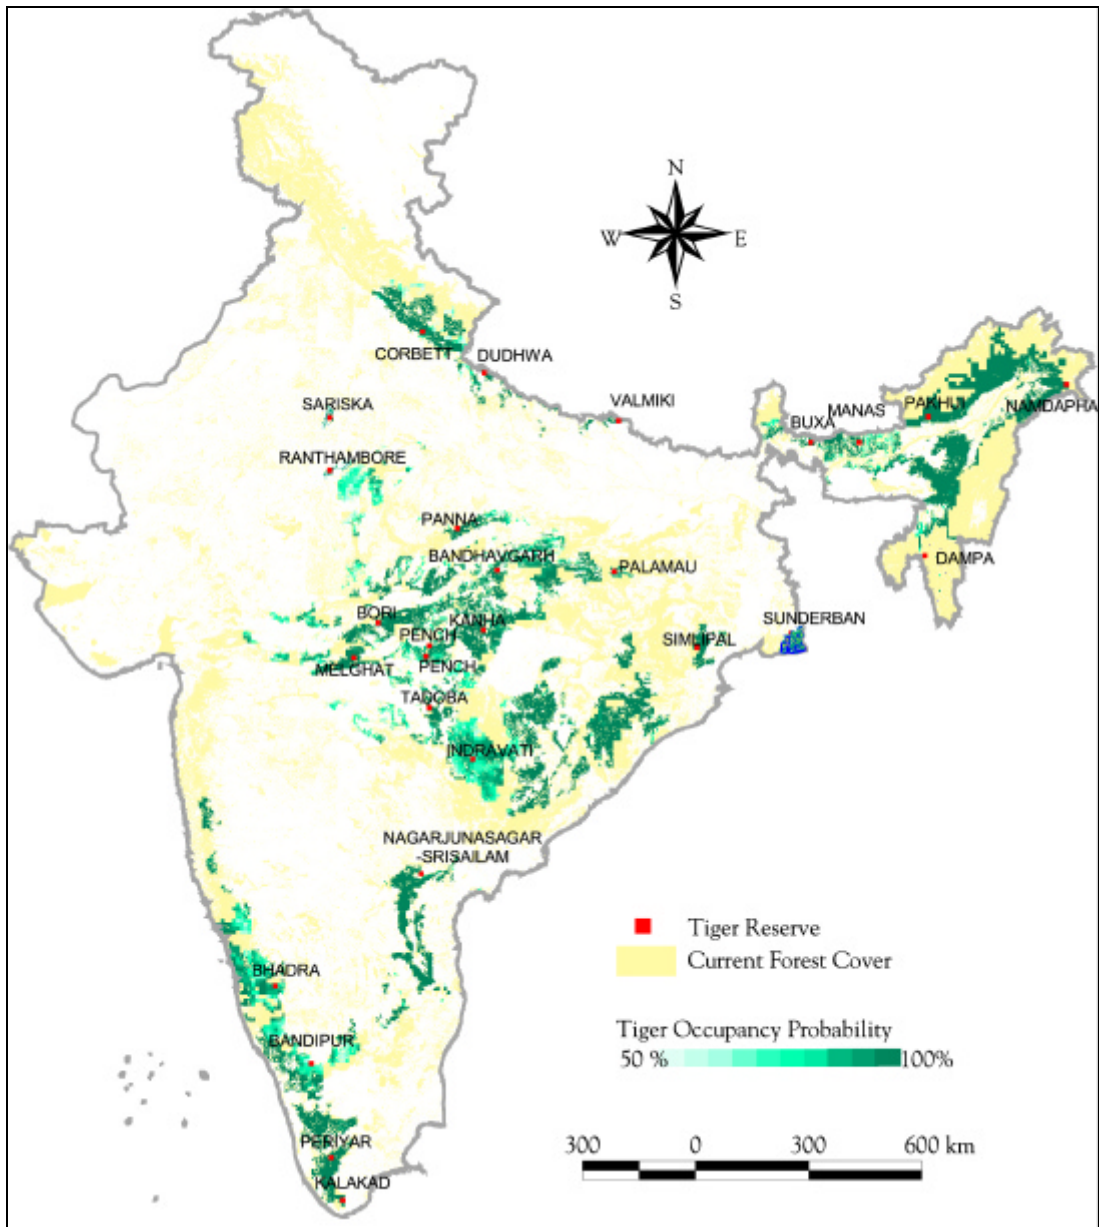 N
W E
S
CORBETT
DUDHWA
SARISKA
VALMIKI
BUXA
MANAS
PAKHUI
NAMDAPHA
RANTHAMBORE
PANNA
BANDHAVGARH
PALAMAU
DAMPA
BORI
KANHA
SUNDERBAN
PENCH
SIMLIPAL
MELGHAT
PENCH
TADOBA
INDRAVATI
NAGARJUNASAGAR
-SRISAILAM
Tiger Reserve
Current Forest Cover
BHADRA
Tiger Occupancy Probability
50 % 100%
BANDIPUR
PERIYAR
KALAKAD
300 0 300 600 km